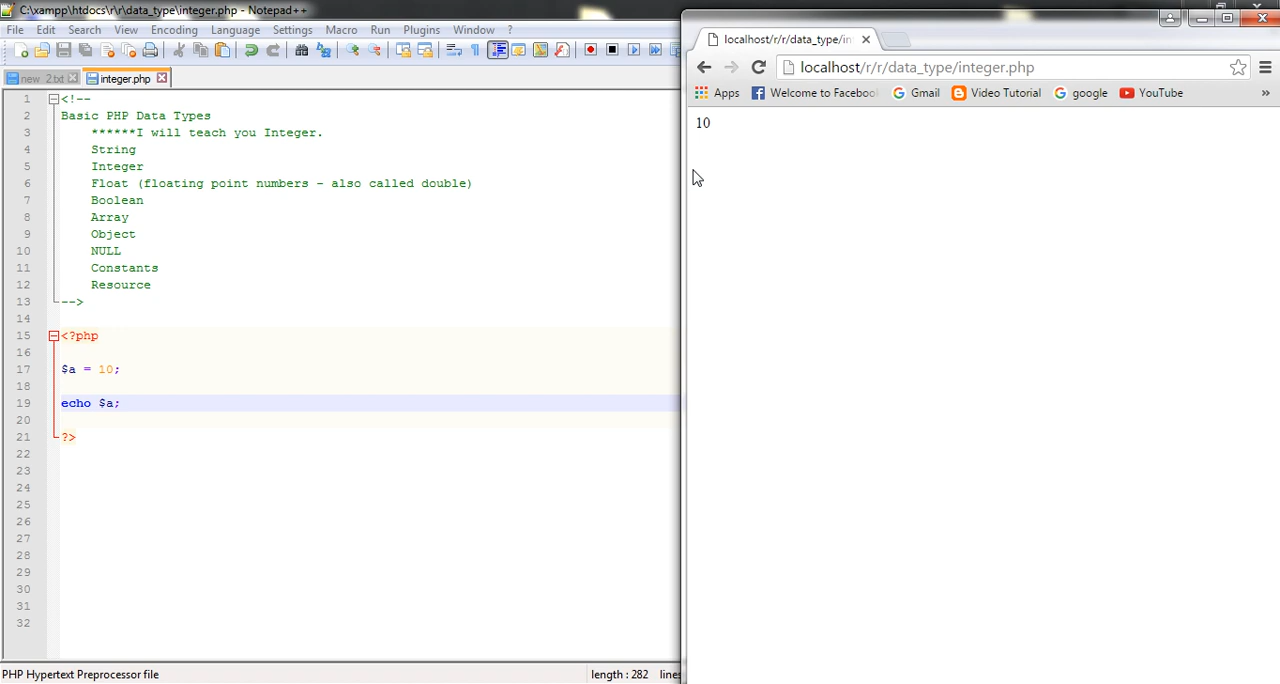 C:\xampp\htdocs\r\r\data_type\integer.php - Notepad++
File Edit Search View Encoding Language Settings Macro Run Plugins Window ?
new 2.txt integer.php
1 <!--
2 Basic PHP Data Types
3 ******I will teach you Integer.
4 String
5 Integer
6 Float (floating point numbers - also called double)
7 Boolean
8 Array
9 Object
10 NULL
11 Constants
12 Resource
13 -->
14
15 <?php
16
17 $a = 10;
18
19 echo $a;
20
21 ?>
22
23
24
25
26
27
28
29
30
31
32
PHP Hypertext Preprocessor file length : 282 lines
localhost/r/r/data_type/in
localhost/r/r/data_type/integer.php
Apps Welcome to Facebook Gmail Video Tutorial google YouTube »
10